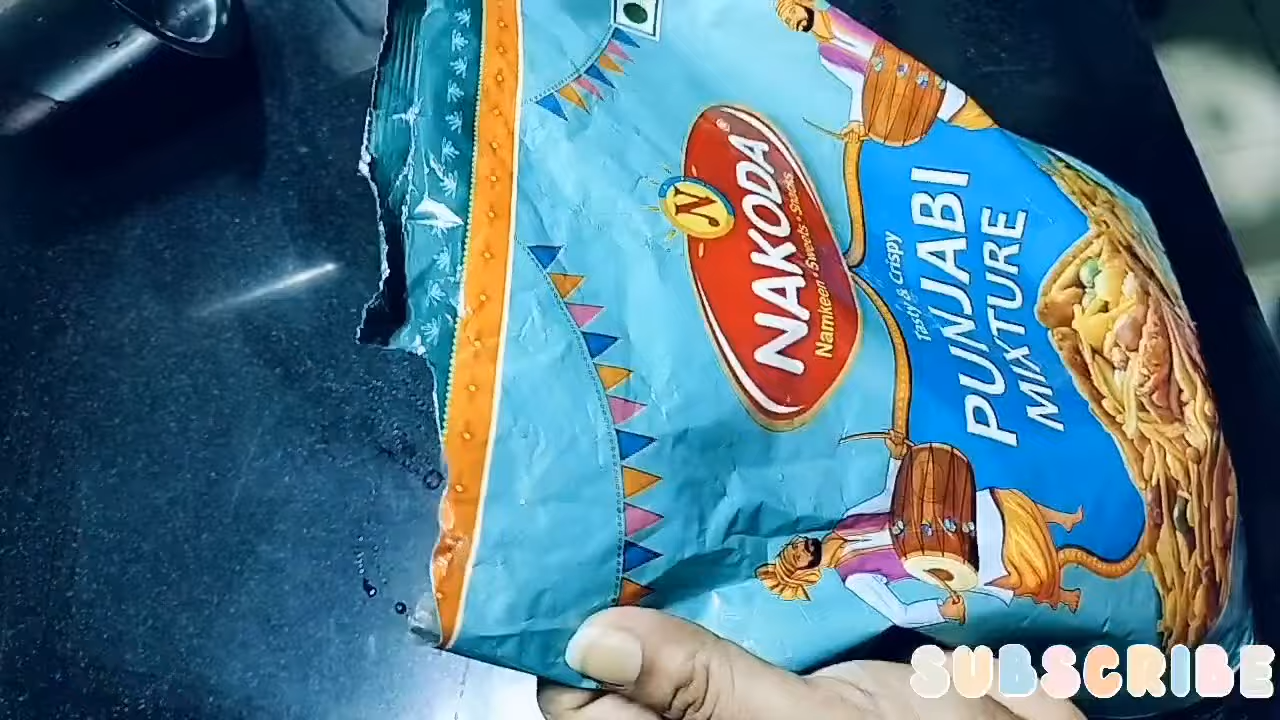 N
NAKODA®
Namkeen • Sweets • Snacks
Tasty & Crispy
PUNJABI
MIXTURE
SUBSCRIBE